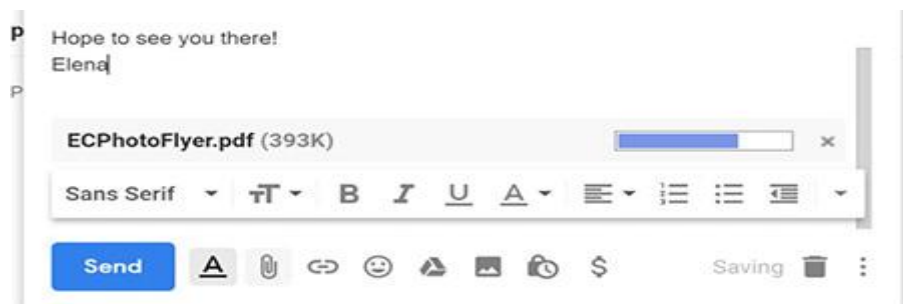 p
Hope to see you there!
Elena
P
ECPhotoFlyer.pdf (393K)
Sans Serif
B I U A
Send A $ Saving